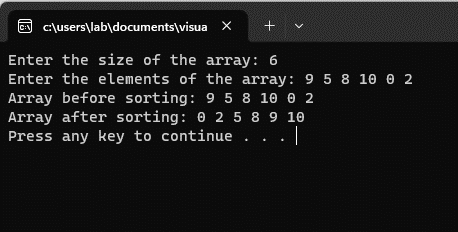 c:\users\lab\documents\visua
Enter the size of the array: 6
Enter the elements of the array: 9 5 8 10 0 2
Array before sorting: 9 5 8 10 0 2
Array after sorting: 0 2 5 8 9 10
Press any key to continue . . .